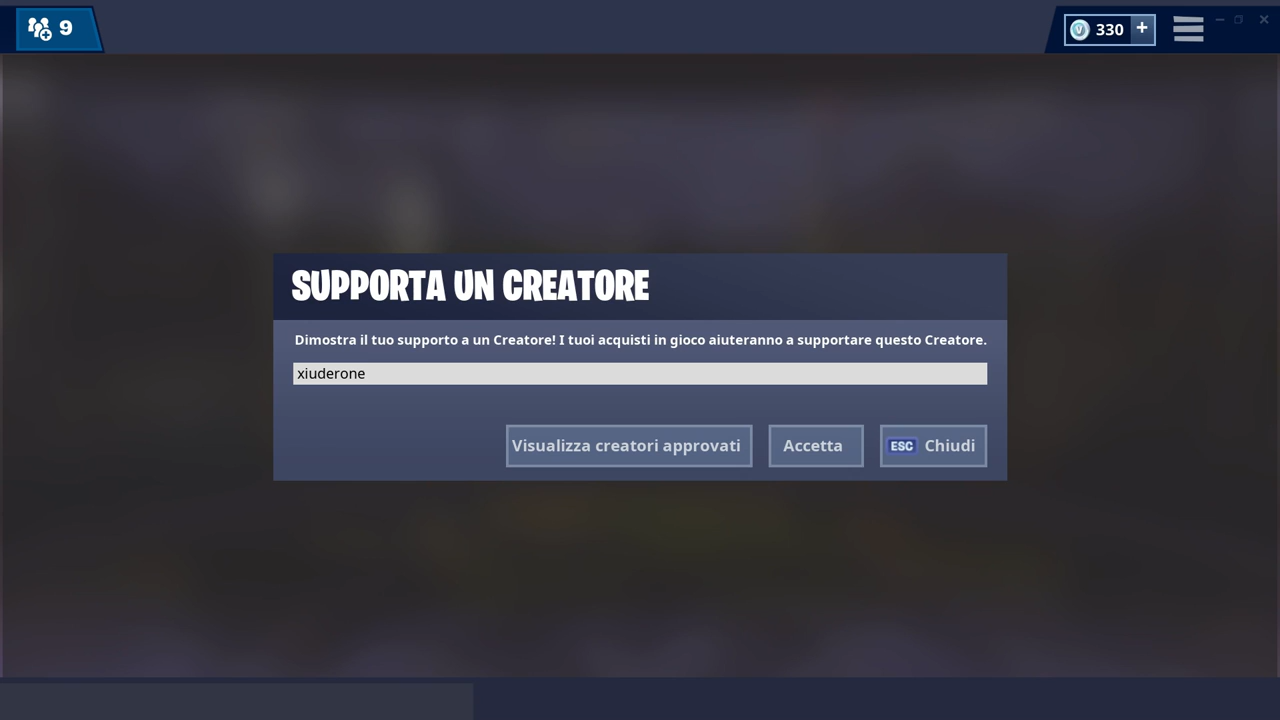 9
330 +
SUPPORTA UN CREATORE
Dimostra il tuo supporto a un Creatore! I tuoi acquisti in gioco aiuteranno a supportare questo Creatore.
xiuderone
Visualizza creatori approvati
Accetta
ESC Chiudi